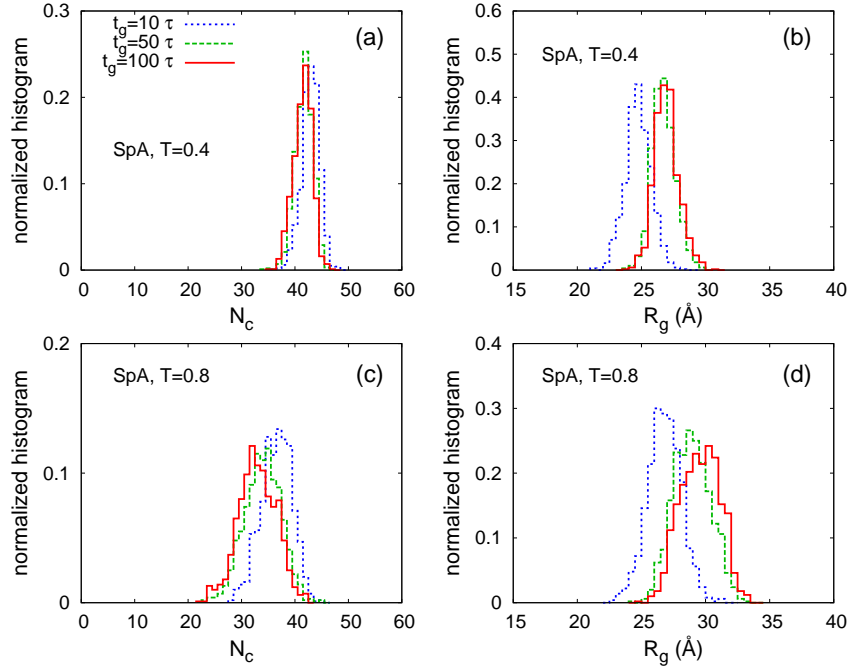 t_g=10 τ
t_g=50 τ
t_g=100 τ
(a)
SpA, T=0.4
normalized histogram
0
0.1
0.2
0.3
0 10 20 30 40 50 60
N_c
(b)
SpA, T=0.4
normalized histogram
0
0.1
0.2
0.3
0.4
0.5
0.6
15 20 25 30 35 40
R_g (Å)
(c)
SpA, T=0.8
normalized histogram
0
0.1
0.2
0 10 20 30 40 50 60
N_c
(d)
SpA, T=0.8
normalized histogram
0
0.1
0.2
0.3
0.4
15 20 25 30 35 40
R_g (Å)